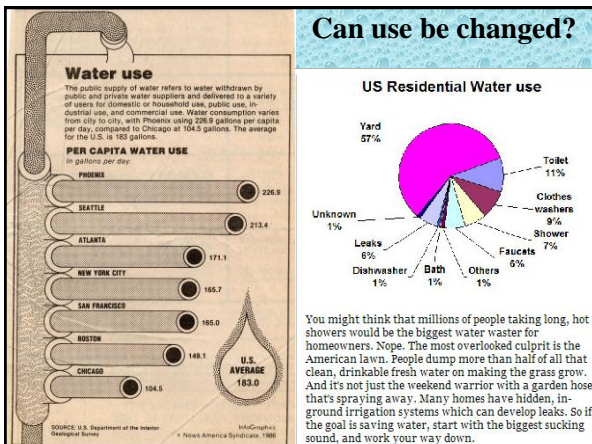 Can use be changed?
Water use
The public supply of water refers to water withdrawn by
public and private water suppliers and delivered to a variety
of users for domestic or household use, public use, in-
dustrial use, and commercial use. Water consumption varies
from city to city, with Phoenix using 226.9 gallons per capita
per day, compared to Chicago at 104.5 gallons. The average
for the U.S. is 183 gallons.
PER CAPITA WATER USE
In gallons per day:
PHOENIX
226.9
SEATTLE
213.4
ATLANTA
171.1
NEW YORK CITY
165.7
SAN FRANCISCO
165.0
BOSTON
149.1
CHICAGO
104.5
U.S.
AVERAGE
183.0
SOURCE: U.S. Department of the Interior
Geological Survey
InfoGraphics
© News America Syndicate, 1986
US Residential Water use
Yard
57%
Toilet
11%
Clothes
washers
9%
Shower
7%
Faucets
6%
Others
1%
Bath
1%
Dishwasher
1%
Leaks
6%
Unknown
1%
You might think that millions of people taking long, hot
showers would be the biggest water waster for
homeowners. Nope. The most overlooked culprit is the
American lawn. People dump more than half of all that
clean, drinkable fresh water on making the grass grow.
And it's not just the weekend warrior with a garden hose
that's spraying away. Many homes have hidden, in-
ground irrigation systems which can develop leaks. So if
the goal is saving water, start with the biggest sucking
sound, and work your way down.